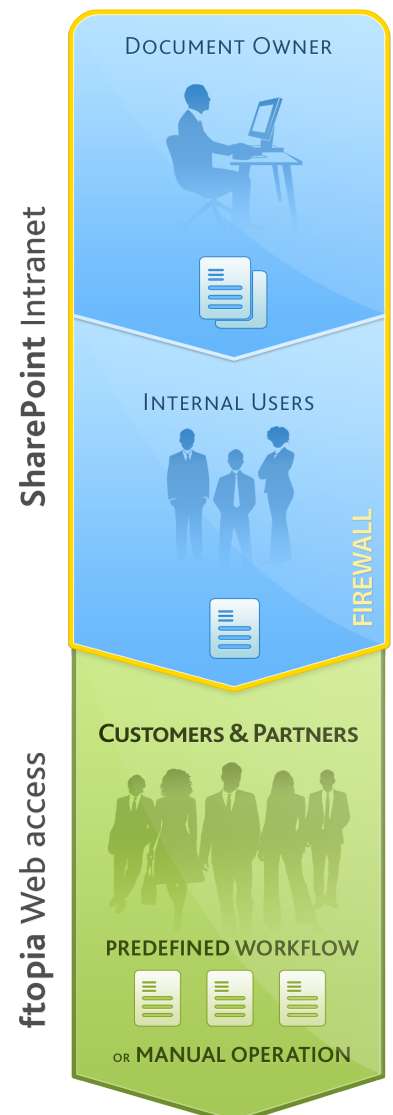 DOCUMENT OWNER
SharePoint Intranet
INTERNAL USERS
FIREWALL
CUSTOMERS & PARTNERS
ftopia Web access
PREDEFINED WORKFLOW
OR MANUAL OPERATION